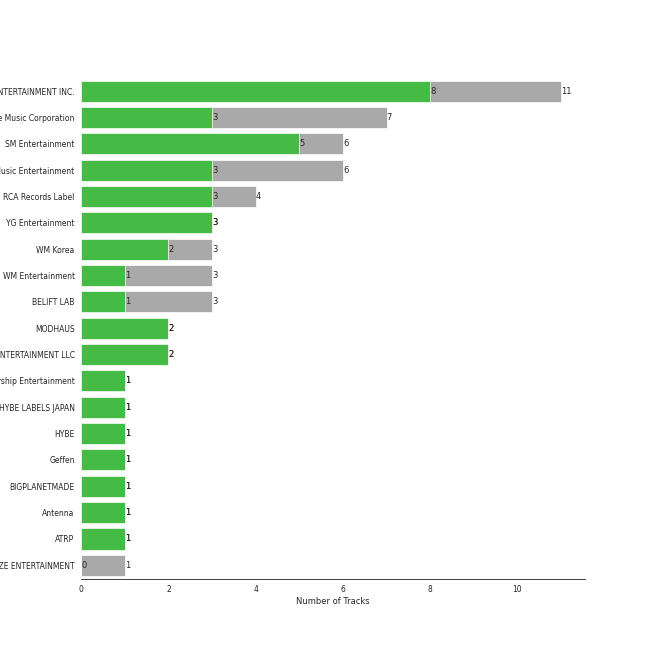 NTERTAINMENT INC. 8 11
e Music Corporation 3 7
SM Entertainment 5 6
usic Entertainment 3 6
RCA Records Label 3 4
YG Entertainment 3
WM Korea 2 3
WM Entertainment 1 3
BELIFT LAB 1 3
MODHAUS 2
NTERTAINMENT LLC 2
rship Entertainment 1
HYBE LABELS JAPAN 1
HYBE 1
Geffen 1
BIGPLANETMADE 1
Antenna 1
ATRP 1
ZE ENTERTAINMENT 0 1
0 2 4 6 8 10
Number of Tracks